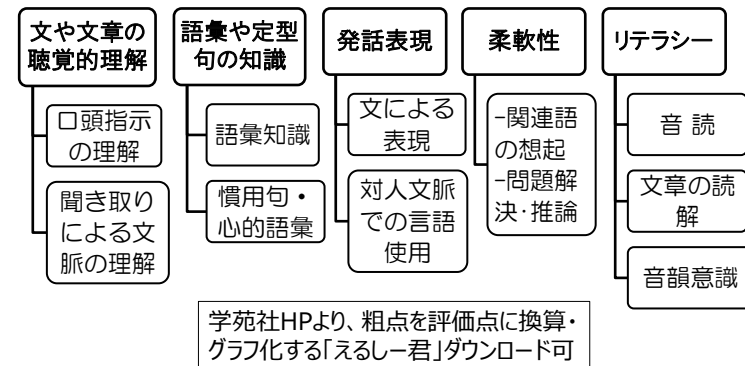 文や文章の
聴覚的理解
口頭指示
の理解
聞き取り
による文
脈の理解
語彙や定型
句の知識
語彙知識
慣用句・
心的語彙
発話表現
文による
表現
対人文脈
での言語
使用
柔軟性
-関連語
の想起
-問題解
決・推論
リテラシー
音 読
文章の読
解
音韻意識
学苑社HPより、粗点を評価点に換算・
グラフ化する「えるしー君」ダウンロード可